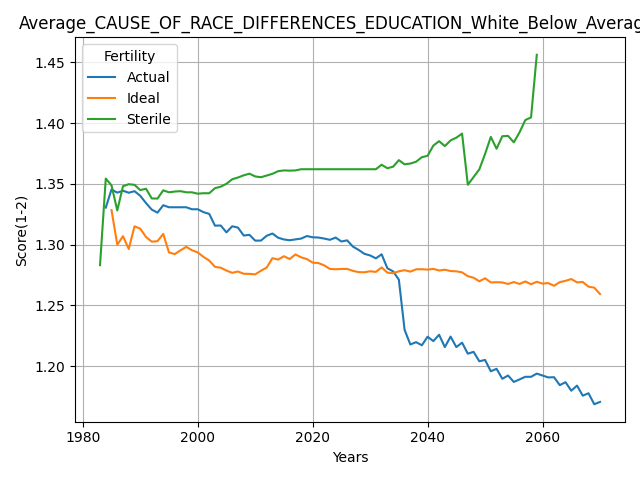 Average_CAUSE_OF_RACE_DIFFERENCES_EDUCATION_White_Below_Averag
Fertility
Actual
Ideal
Sterile
Score(1-2)
1.45
1.40
1.35
1.30
1.25
1.20
1980
2000
2020
2040
2060
Years